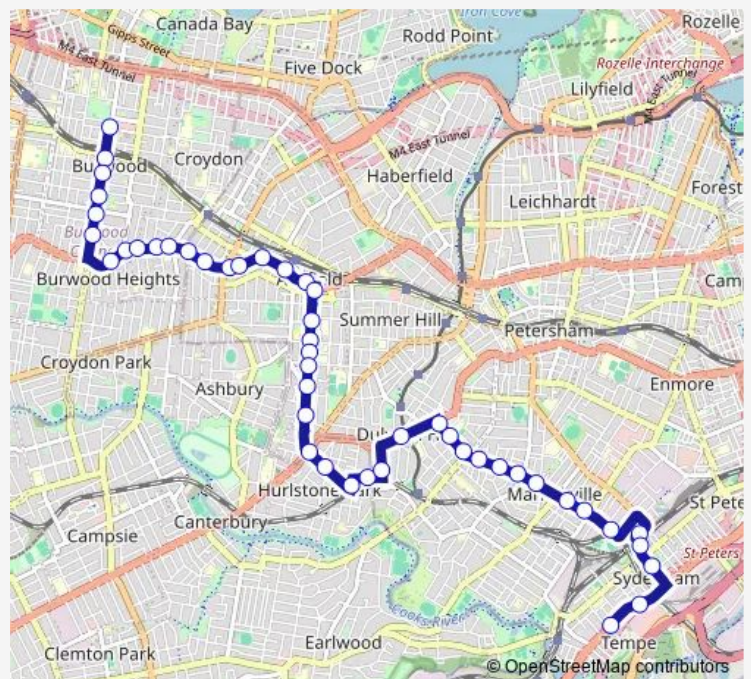 Iron Cove
Canada Bay
Rozelle
Gipps Street
Rodd Point
M4 East Tunnel
Five Dock
Rozelle Interchange
Lilyfield
M4 East Tunnel
M4 East Tunnel
Croydon
Haberfield
Leichhardt
Forest
Burwood Heights
Cam
Summer Hill
Petersham
Croydon Park
Ashbury
Enmore
Hurlstone Park
St Pete
Canterbury
Campsie
St Peters
Sydenham
Cooks River
Earlwood
Tempe
Clemton Park
© OpenStreetMap contributors